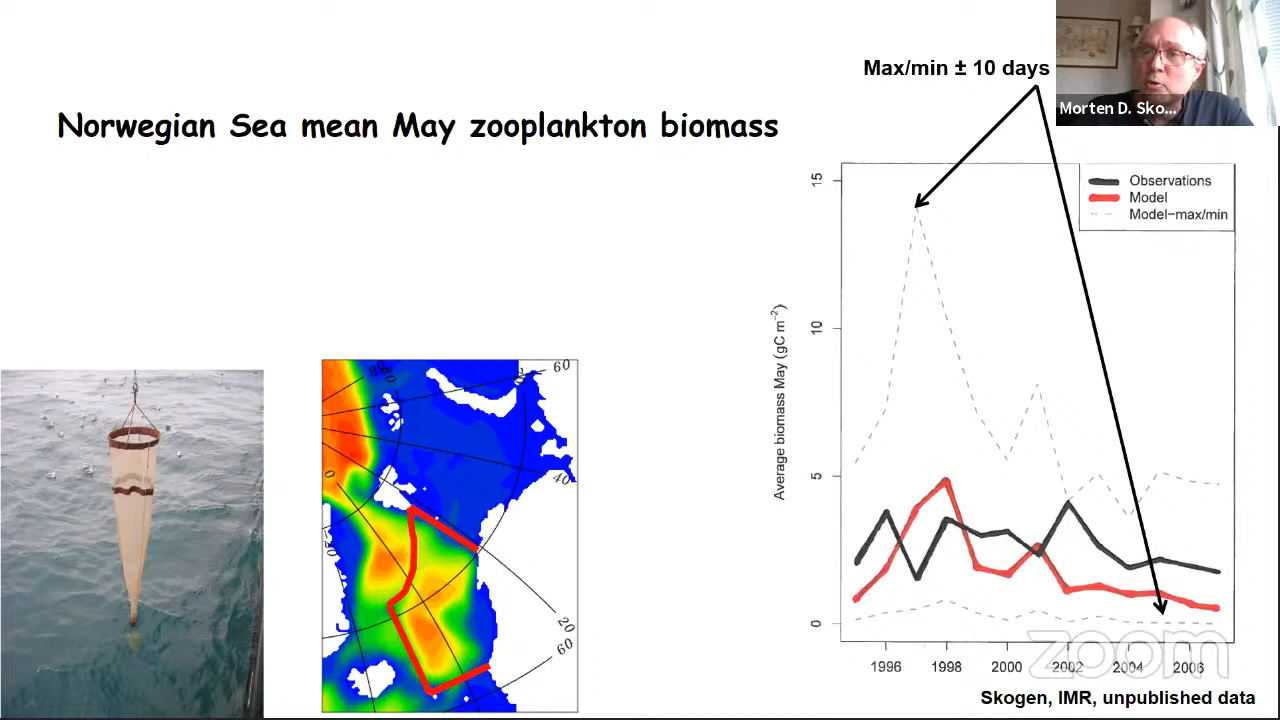 Max/min ± 10 days
Morten D. Sko...
Norwegian Sea mean May zooplankton biomass
Observations
Model
Model−max/min
15
10
5
0
Average biomass May (gC m⁻²)
1996
1998
2000
2002
2004
2006
zoom
60
40
0
20
60
Skogen, IMR, unpublished data